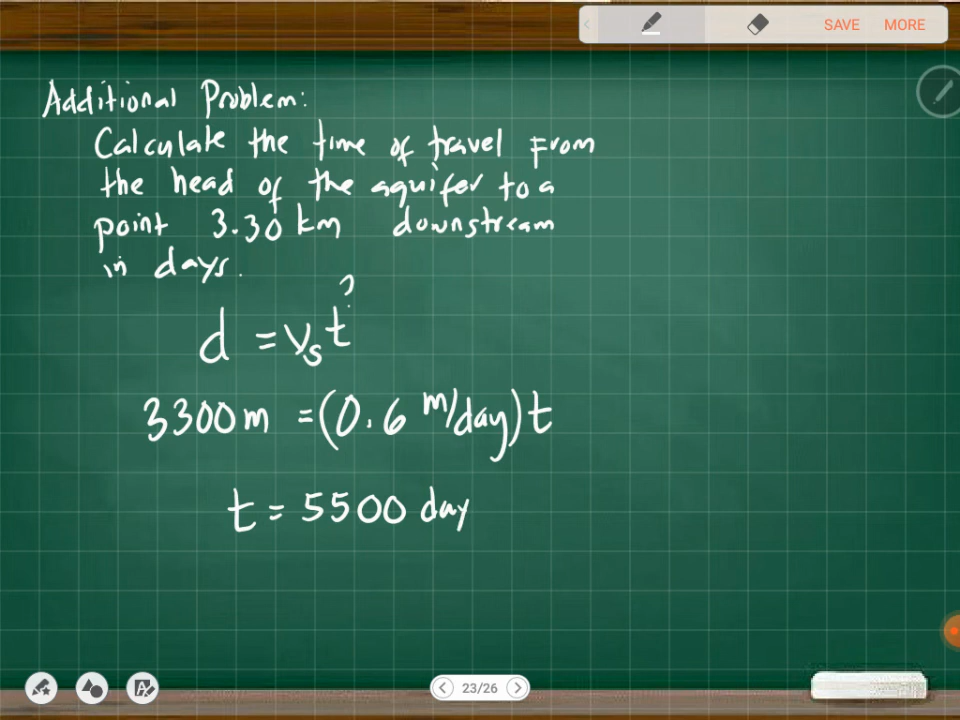 SAVE MORE
Additional Problem:
Calculate the time of travel from
the head of the aquifer to a
point 3.30 km downstream
in days.
?
d = vₛt
3300 m = (0.6 m/day) t
t = 5500 day
23/26